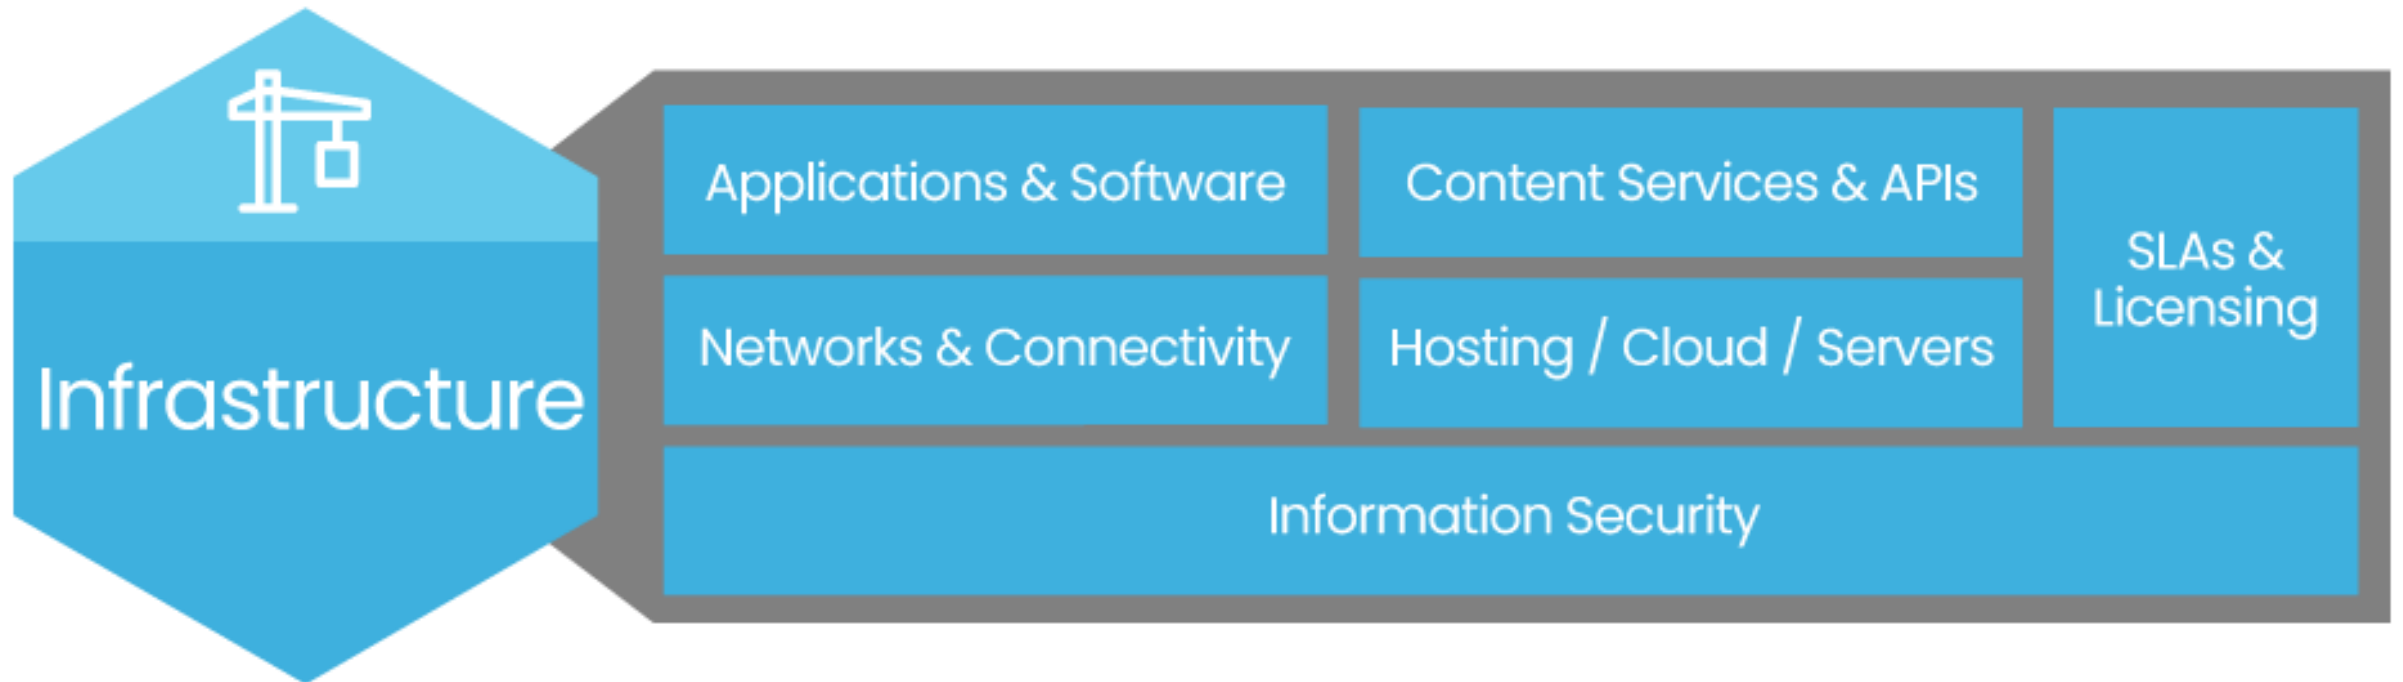 Infrastructure
Applications & Software
Content Services & APIs
SLAs &
Licensing
Networks & Connectivity
Hosting / Cloud / Servers
Information Security